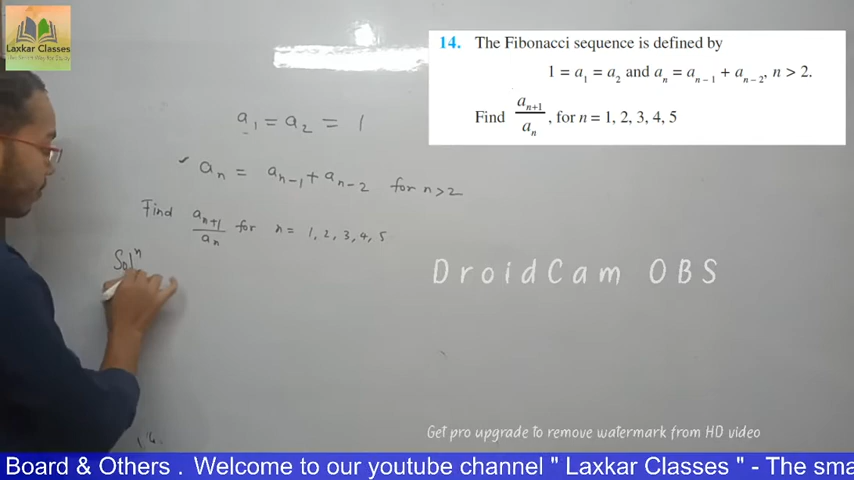 Laxkar Classes
14. The Fibonacci sequence is defined by
1 = a₁ = a₂ and aₙ = aₙ₋₁ + aₙ₋₂, n > 2.
Find aₙ₊₁/aₙ, for n = 1, 2, 3, 4, 5
a₁ = a₂ = 1
✓ aₙ = aₙ₋₁ + aₙ₋₂ for n>2
Find aₙ₊₁/aₙ for n = 1, 2, 3, 4, 5
Solⁿ
DroidCam OBS
Get pro upgrade to remove watermark from HD video
Board & Others . Welcome to our youtube channel " Laxkar Classes " - The sma